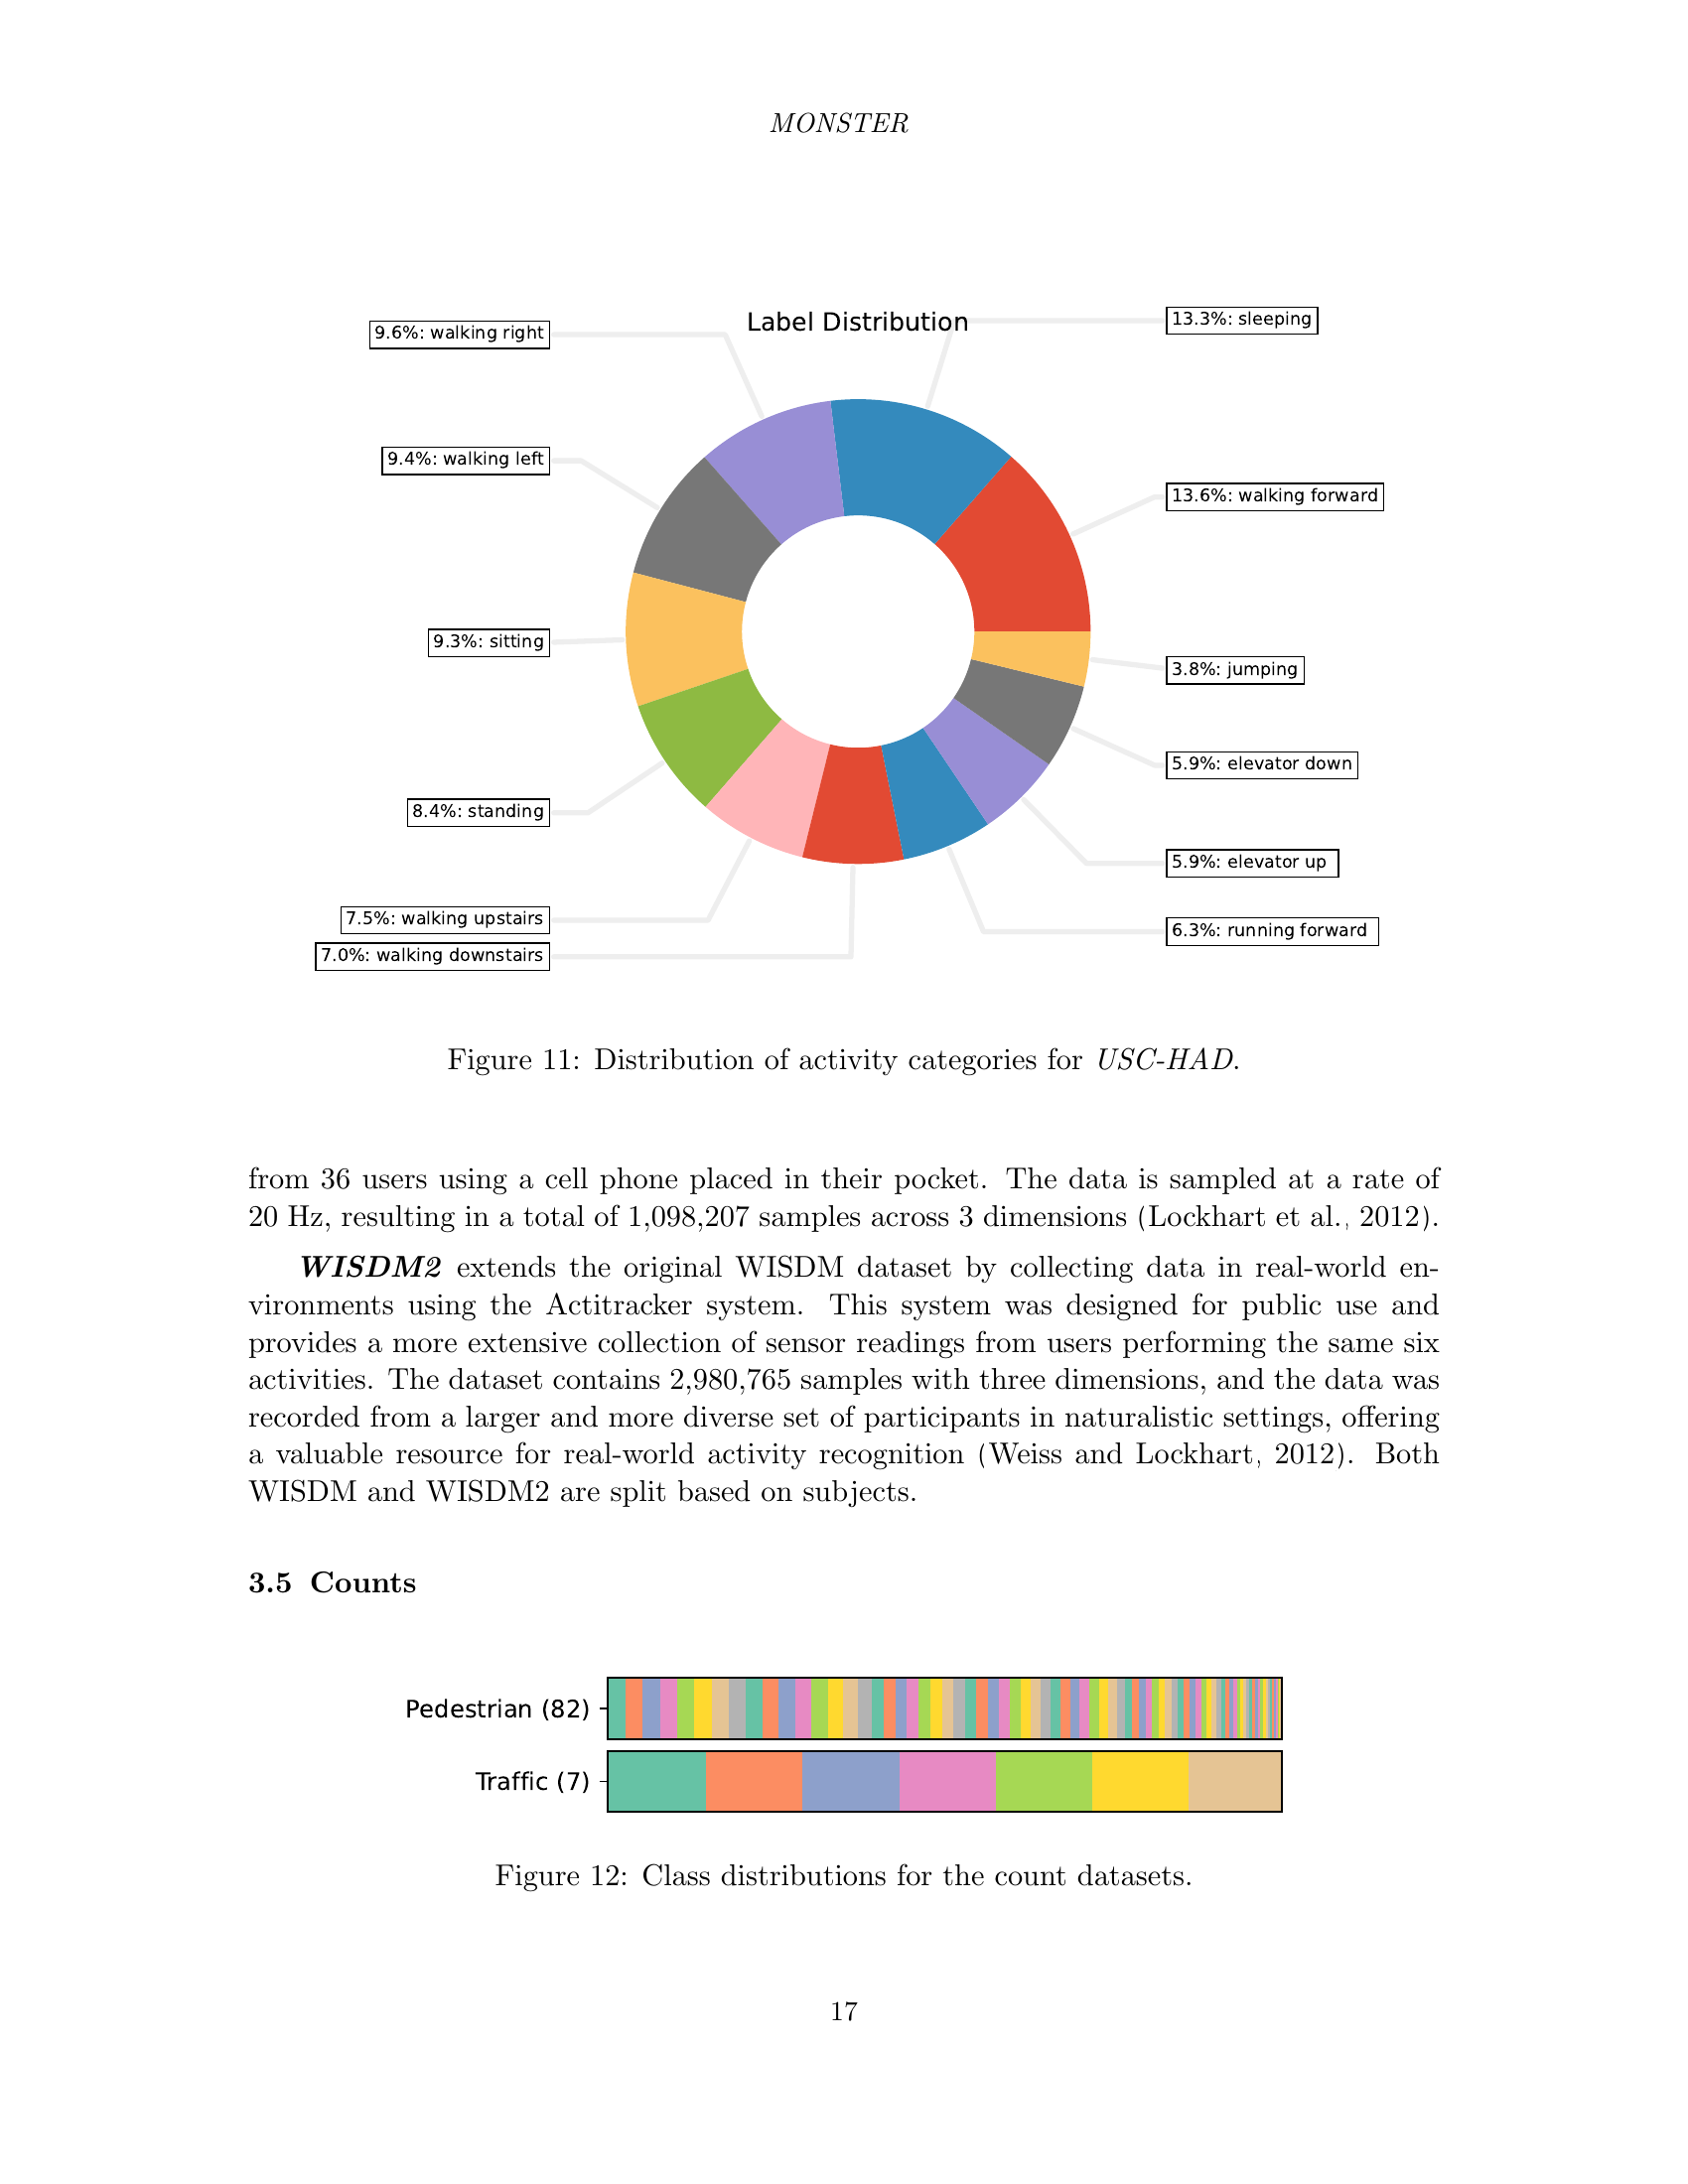 MONSTER
Label Distribution
13.3%: sleeping
9.6%: walking right
9.4%: walking left
13.6%: walking forward
9.3%: sitting
3.8%: jumping
5.9%: elevator down
8.4%: standing
5.9%: elevator up
7.5%: walking upstairs
6.3%: running forward
7.0%: walking downstairs
Figure 11: Distribution of activity categories for USC-HAD.
from 36 users using a cell phone placed in their pocket. The data is sampled at a rate of
20 Hz, resulting in a total of 1,098,207 samples across 3 dimensions (Lockhart et al., 2012).
WISDM2 extends the original WISDM dataset by collecting data in real-world en-
vironments using the Actitracker system. This system was designed for public use and
provides a more extensive collection of sensor readings from users performing the same six
activities. The dataset contains 2,980,765 samples with three dimensions, and the data was
recorded from a larger and more diverse set of participants in naturalistic settings, offering
a valuable resource for real-world activity recognition (Weiss and Lockhart, 2012). Both
WISDM and WISDM2 are split based on subjects.
3.5 Counts
Pedestrian (82)
Traffic (7)
Figure 12: Class distributions for the count datasets.
17